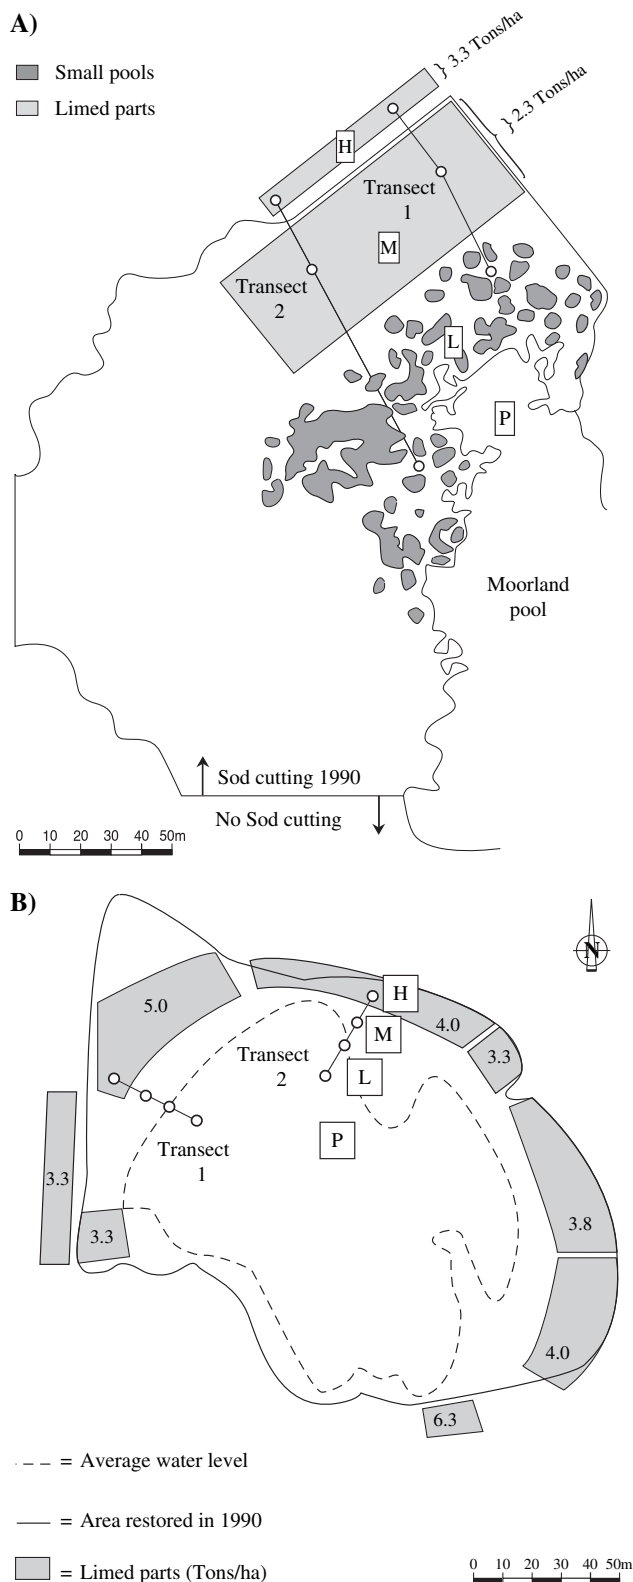 A)
Small pools
Limed parts
} 3.3 Tons/ha
} 2.3 Tons/ha
H
Transect
1
M
Transect
2
L
P
Moorland
pool
Sod cutting 1990
No Sod cutting
0 10 20 30 40 50m
B)
N
5.0
H
4.0
M
3.3
Transect
2
L
Transect
1
P
3.3
3.3
3.8
4.0
6.3
= Average water level
= Area restored in 1990
= Limed parts (Tons/ha)
0 10 20 30 40 50m